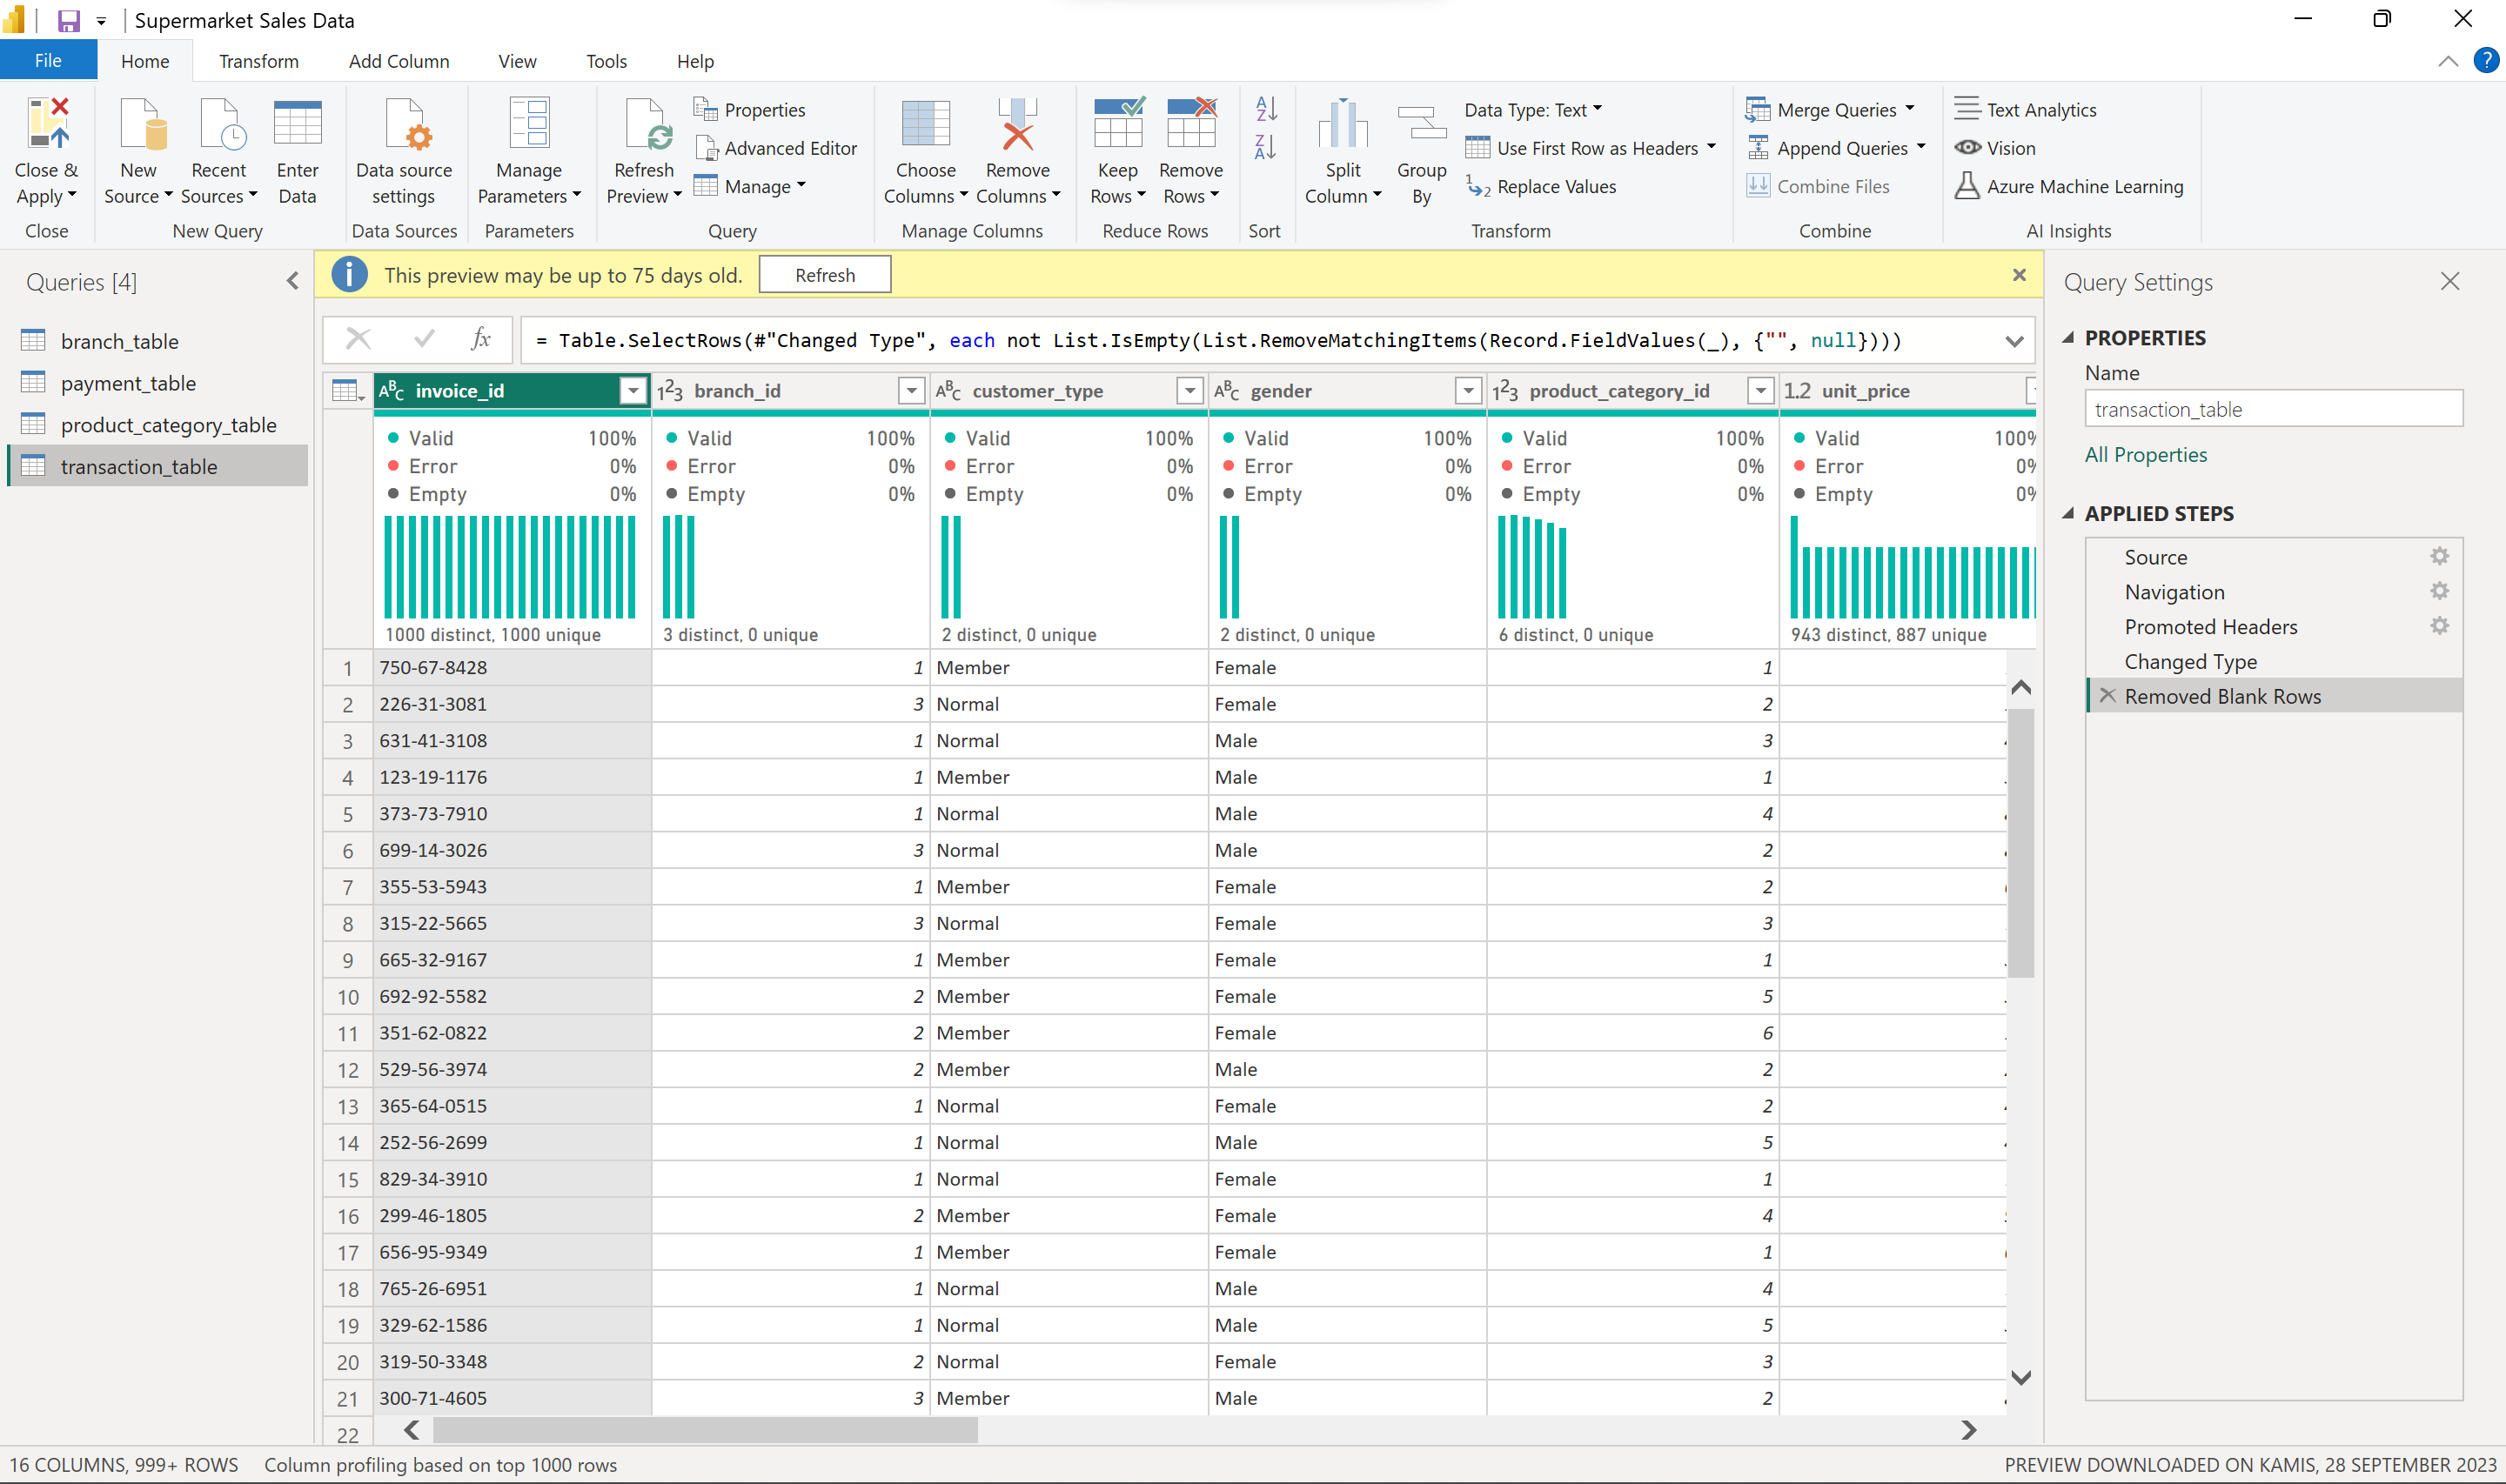 Supermarket Sales Data
File Home Transform Add Column View Tools Help
Close & Apply
Close
New Source
Recent Sources
Enter Data
New Query
Data source settings
Data Sources
Manage Parameters
Parameters
Refresh Preview
Properties
Advanced Editor
Manage
Query
Choose Columns
Remove Columns
Manage Columns
Keep Rows
Remove Rows
Reduce Rows
Sort
Split Column
Group By
Data Type: Text
Use First Row as Headers
Replace Values
Transform
Merge Queries
Append Queries
Combine Files
Combine
Text Analytics
Vision
Azure Machine Learning
AI Insights
Queries [4]
branch_table
payment_table
product_category_table
transaction_table
This preview may be up to 75 days old. Refresh
fx = Table.SelectRows(#"Changed Type", each not List.IsEmpty(List.RemoveMatchingItems(Record.FieldValues(_), {"", null})))
ABC invoice_id 123 branch_id ABC customer_type ABC gender 123 product_category_id 1.2 unit_price
Valid 100% Valid 100% Valid 100% Valid 100% Valid 100% Valid 100%
Error 0% Error 0% Error 0% Error 0% Error 0% Error 0%
Empty 0% Empty 0% Empty 0% Empty 0% Empty 0% Empty 0%
1000 distinct, 1000 unique 3 distinct, 0 unique 2 distinct, 0 unique 2 distinct, 0 unique 6 distinct, 0 unique 943 distinct, 887 unique
1 750-67-8428 1 Member Female 1
2 226-31-3081 3 Normal Female 2
3 631-41-3108 1 Normal Male 3
4 123-19-1176 1 Member Male 1
5 373-73-7910 1 Normal Male 4
6 699-14-3026 3 Normal Male 2
7 355-53-5943 1 Member Female 2
8 315-22-5665 3 Normal Female 3
9 665-32-9167 1 Member Female 1
10 692-92-5582 2 Member Female 5
11 351-62-0822 2 Member Female 6
12 529-56-3974 2 Member Male 2
13 365-64-0515 1 Normal Female 2
14 252-56-2699 1 Normal Male 5
15 829-34-3910 1 Normal Female 1
16 299-46-1805 2 Member Female 4
17 656-95-9349 1 Member Female 1
18 765-26-6951 1 Normal Male 4
19 329-62-1586 1 Normal Male 5
20 319-50-3348 2 Normal Female 3
21 300-71-4605 3 Member Male 2
22
Query Settings
PROPERTIES
Name
transaction_table
All Properties
APPLIED STEPS
Source
Navigation
Promoted Headers
Changed Type
Removed Blank Rows
16 COLUMNS, 999+ ROWS Column profiling based on top 1000 rows
PREVIEW DOWNLOADED ON KAMIS, 28 SEPTEMBER 2023